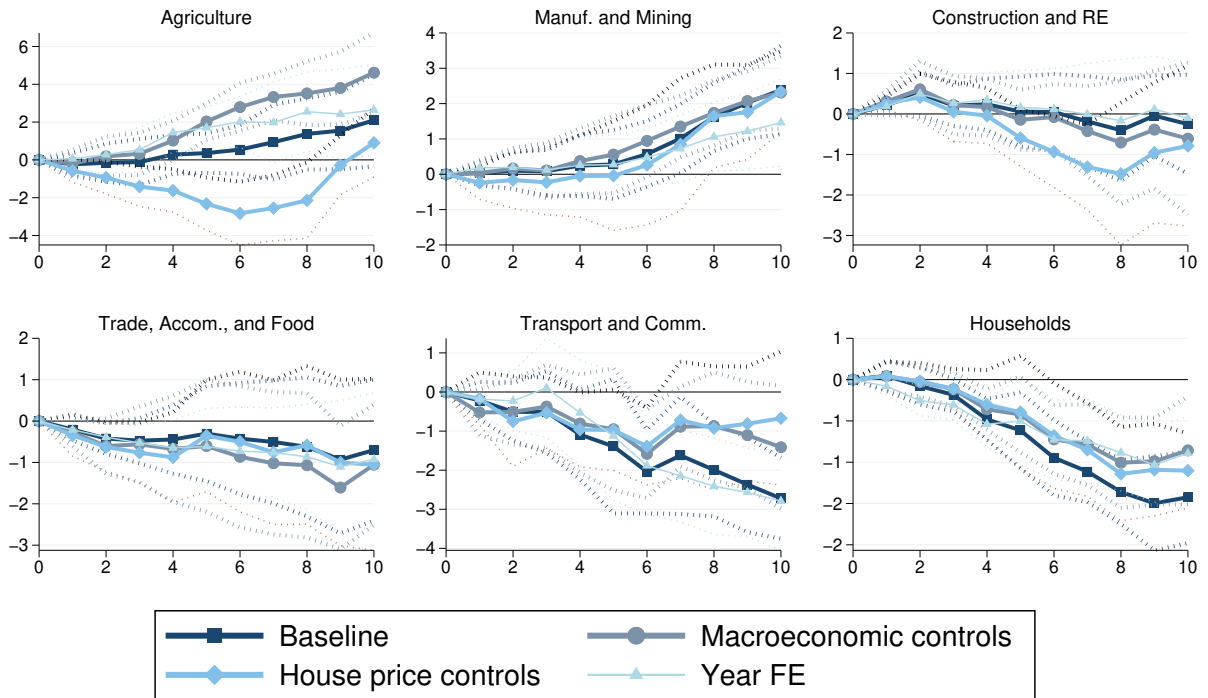 Agriculture
Manuf. and Mining
Construction and RE
6
4
2
0
−2
−4
0 2 4 6 8 10
4
3
2
1
0
−1
−2
0 2 4 6 8 10
2
1
0
−1
−2
−3
0 2 4 6 8 10
Trade, Accom., and Food
Transport and Comm.
Households
2
1
0
−1
−2
−3
0 2 4 6 8 10
1
0
−1
−2
−3
−4
0 2 4 6 8 10
1
0
−1
−1
−2
−2
0 2 4 6 8 10
Baseline
Macroeconomic controls
House price controls
Year FE